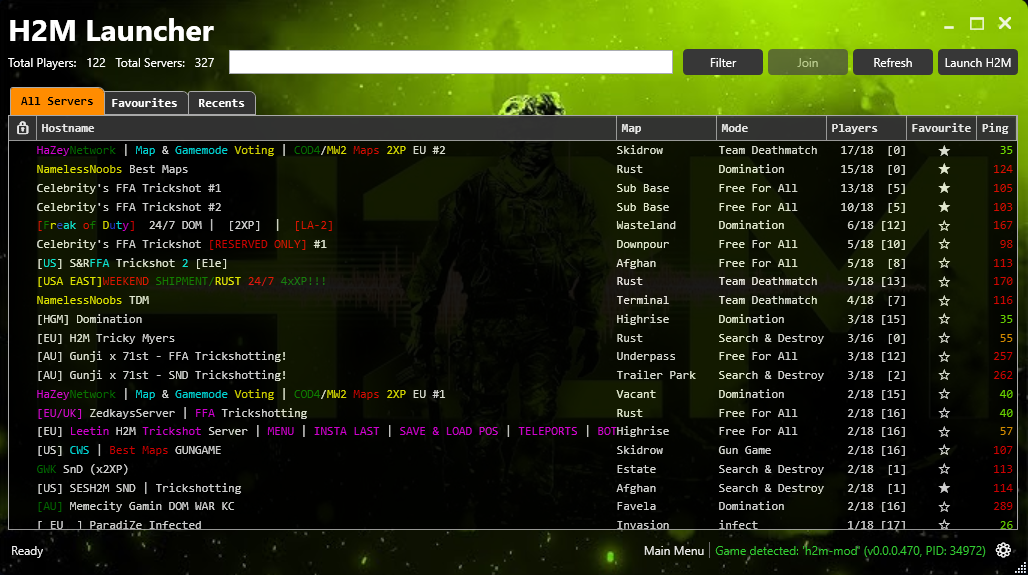 H2M Launcher
Total Players: 122 Total Servers: 327 Filter Join Refresh Launch H2M
All Servers Favourites Recents
Hostname Map Mode Players Favourite Ping
HaZeyNetwork | Map & Gamemode Voting | COD4/MW2 Maps 2XP EU #2 Skidrow Team Deathmatch 17/18 [0] ★ 35
NamelessNoobs Best Maps Rust Domination 15/18 [0] ★ 124
Celebrity's FFA Trickshot #1 Sub Base Free For All 13/18 [5] ★ 105
Celebrity's FFA Trickshot #2 Sub Base Free For All 10/18 [5] ★ 103
[Freak of Duty] 24/7 DOM | [2XP] | [LA-2] Wasteland Domination 6/18 [12] ☆ 167
Celebrity's FFA Trickshot [RESERVED ONLY] #1 Downpour Free For All 5/18 [10] ☆ 98
[US] S&RFFA Trickshot 2 [Ele] Afghan Free For All 5/18 [8] ☆ 113
[USA EAST]WEEKEND SHIPMENT/RUST 24/7 4xXP!!! Rust Team Deathmatch 5/18 [13] ☆ 170
NamelessNoobs TDM Terminal Team Deathmatch 4/18 [7] ☆ 116
[HGM] Domination Highrise Domination 3/18 [15] ☆ 35
[EU] H2M Tricky Myers Rust Search & Destroy 3/16 [0] ☆ 55
[AU] Gunji x 71st - FFA Trickshotting! Underpass Free For All 3/18 [12] ☆ 257
[AU] Gunji x 71st - SND Trickshotting! Trailer Park Search & Destroy 3/18 [2] ☆ 262
HaZeyNetwork | Map & Gamemode Voting | COD4/MW2 Maps 2XP EU #1 Vacant Domination 2/18 [15] ☆ 40
[EU/UK] ZedkaysServer | FFA Trickshotting Rust Free For All 2/18 [16] ☆ 40
[EU] Leetin H2M Trickshot Server | MENU | INSTA LAST | SAVE & LOAD POS | TELEPORTS | BOT Highrise Free For All 2/18 [16] ☆ 57
[US] CWS | Best Maps GUNGAME Skidrow Gun Game 2/18 [16] ☆ 107
GWK SnD (x2XP) Estate Search & Destroy 2/18 [1] ☆ 113
[US] SESH2M SND | Trickshotting Afghan Search & Destroy 2/18 [1] ★ 114
[AU] Memecity Gamin DOM WAR KC Favela Domination 2/18 [16] ☆ 289
[ EU _] ParadiZe Infected Invasion infect 1/18 [17] ☆ 26
Ready Main Menu Game detected: 'h2m-mod' (v0.0.0.470, PID: 34972)